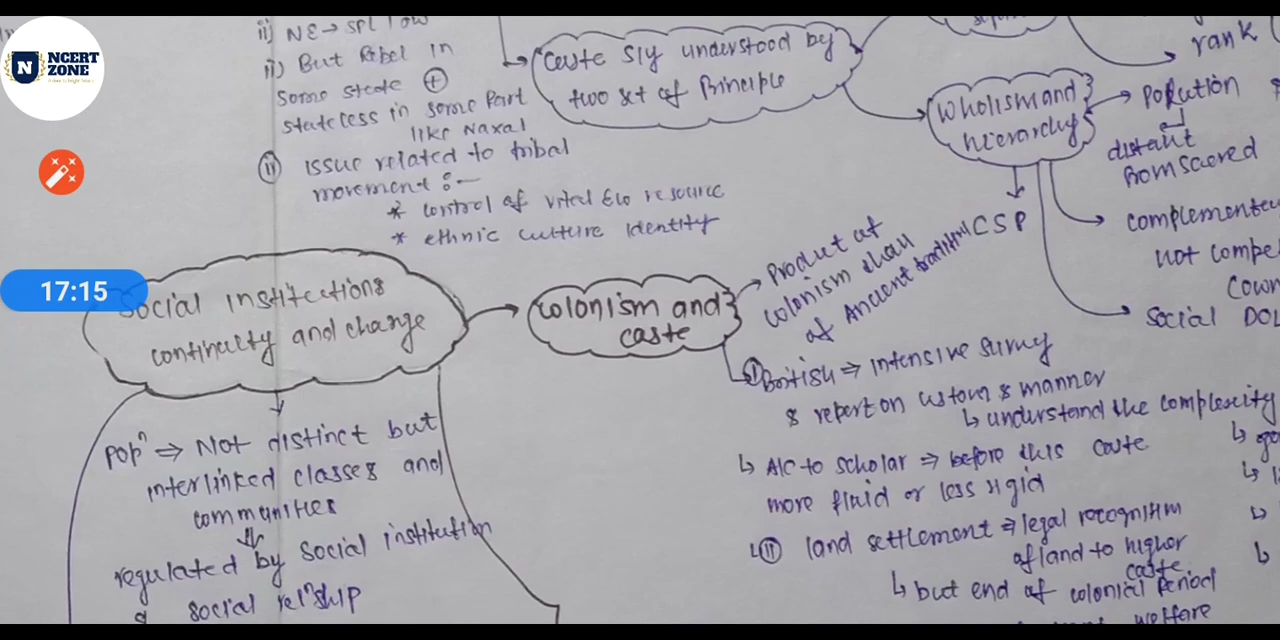 NCERT
ZONE
17:15
ii) NE → spl law
iii) But Rebel in
some state ⊕
stateless in some part
like Naxal
ii issue related to tribal
movement :—
* control of vital Eco resource
* ethnic culture identity
caste sly understood by
two set of Principle
rank
wholism and
hierarchy
→ pollution
distant
from sacred
CSP
complementary
not compe
social DOL
social institutions
continuity and change
popn ⇒ Not distinct but
interlinked classes and
communities
regulated by social institution
& social relnship
colonism and
caste
Product of
colonism than
of Ancient tradition
i British ⇒ intensive survey
& report on custom & manner
↳ understand the complexity
↳ A/C to scholar ⇒ before this caste
more fluid or less rigid
ii land settlement ⇒ legal recognition
of land to higher
caste
↳ but end of colonial period
welfare